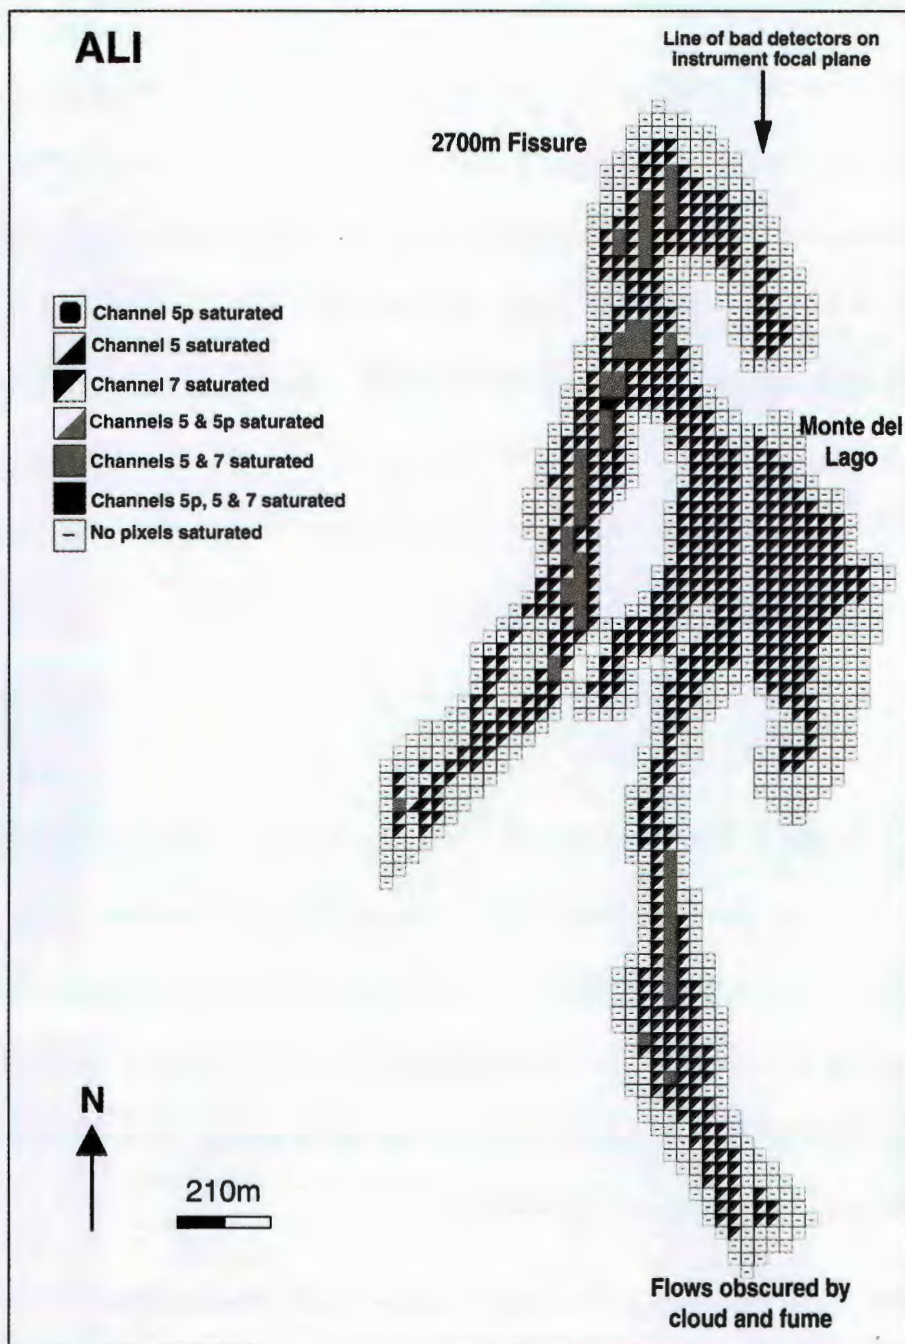 ALI
Line of bad detectors on
instrument focal plane
2700m Fissure
Channel 5p saturated
Channel 5 saturated
Channel 7 saturated
Channels 5 & 5p saturated
Channels 5 & 7 saturated
Channels 5p, 5 & 7 saturated
No pixels saturated
Monte del
Lago
N
210m
Flows obscured by
cloud and fume